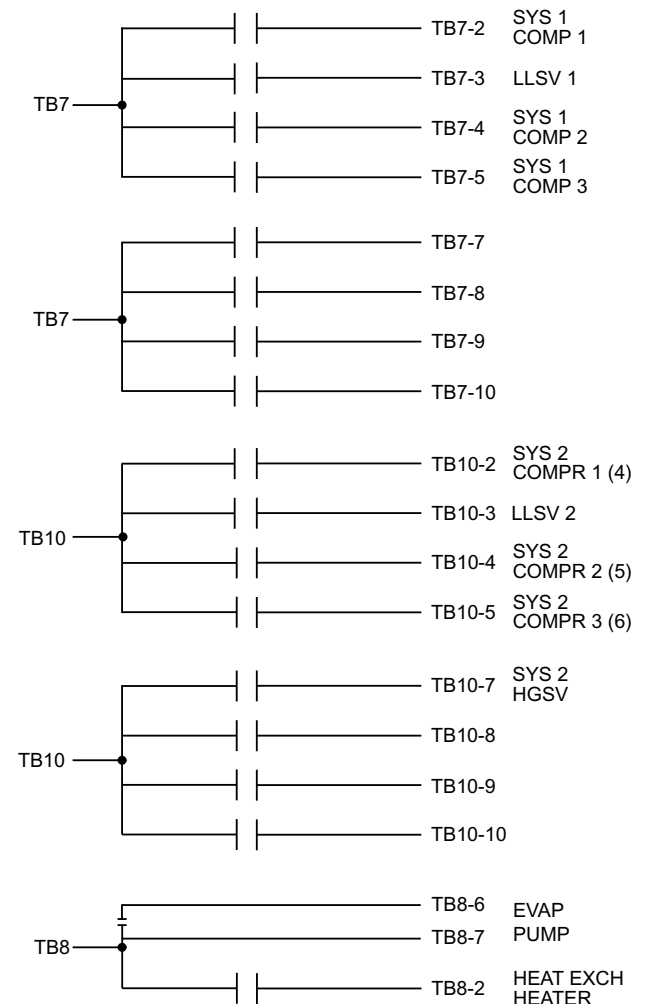 TB7
TB7-2 SYS 1 COMP 1
TB7-3 LLSV 1
TB7-4 SYS 1 COMP 2
TB7-5 SYS 1 COMP 3
TB7
TB7-7
TB7-8
TB7-9
TB7-10
TB10
TB10-2 SYS 2 COMPR 1 (4)
TB10-3 LLSV 2
TB10-4 SYS 2 COMPR 2 (5)
TB10-5 SYS 2 COMPR 3 (6)
TB10
TB10-7 SYS 2 HGSV
TB10-8
TB10-9
TB10-10
TB8
TB8-6 EVAP
TB8-7 PUMP
TB8-2 HEAT EXCH HEATER